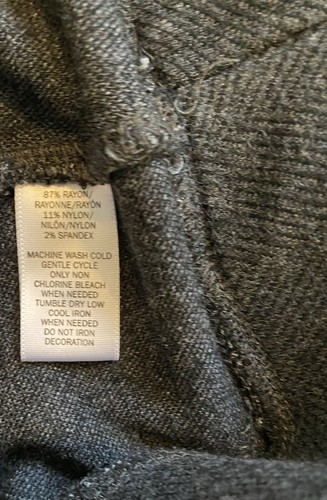 87% RAYON/
RAYONNE/RAYÓN
11% NYLON/
NILÓN/NYLON
2% SPANDEX
MACHINE WASH COLD
GENTLE CYCLE
ONLY NON
CHLORINE BLEACH
WHEN NEEDED
TUMBLE DRY LOW
COOL IRON
WHEN NEEDED
DO NOT IRON
DECORATION